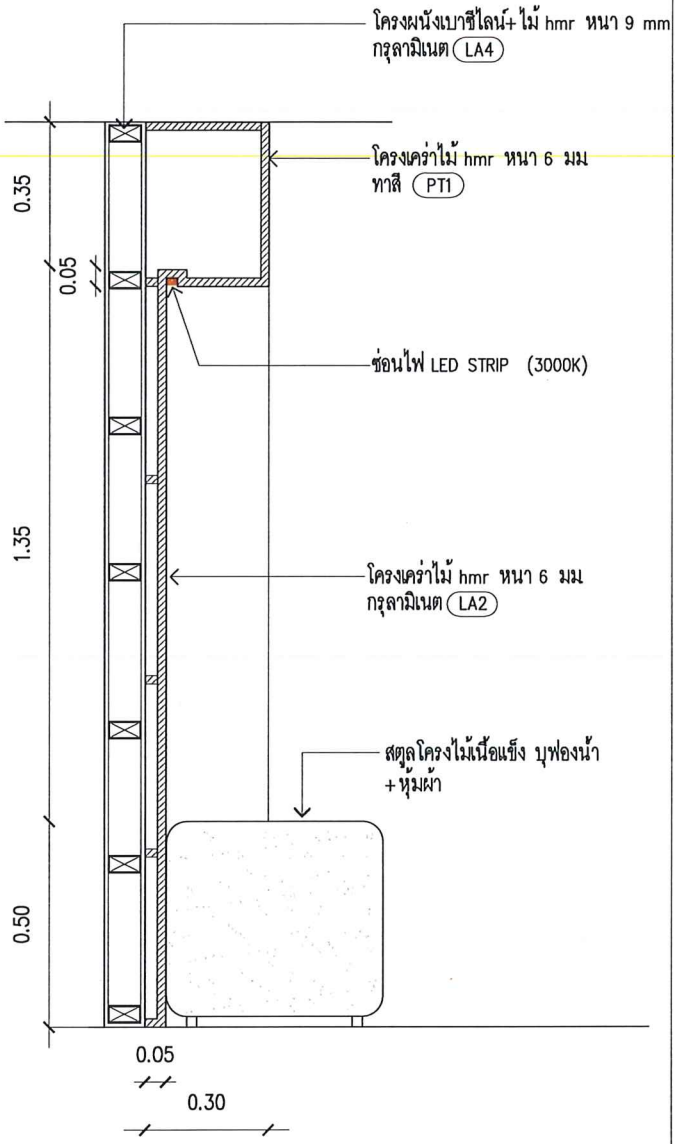 โครงผนังเบาซีไลน์+ไม้ hmr หนา 9 mm
กรุลามิเนต LA4
โครงเคร่าไม้ hmr หนา 6 มม
ทาสี PT1
0.35
0.05
ซ่อนไฟ LED STRIP (3000K)
1.35
โครงเคร่าไม้ hmr หนา 6 มม
กรุลามิเนต LA2
สตูลโครงไม้เนื้อแข็ง บุฟองน้ำ
+หุ้มผ้า
0.50
0.05
0.30